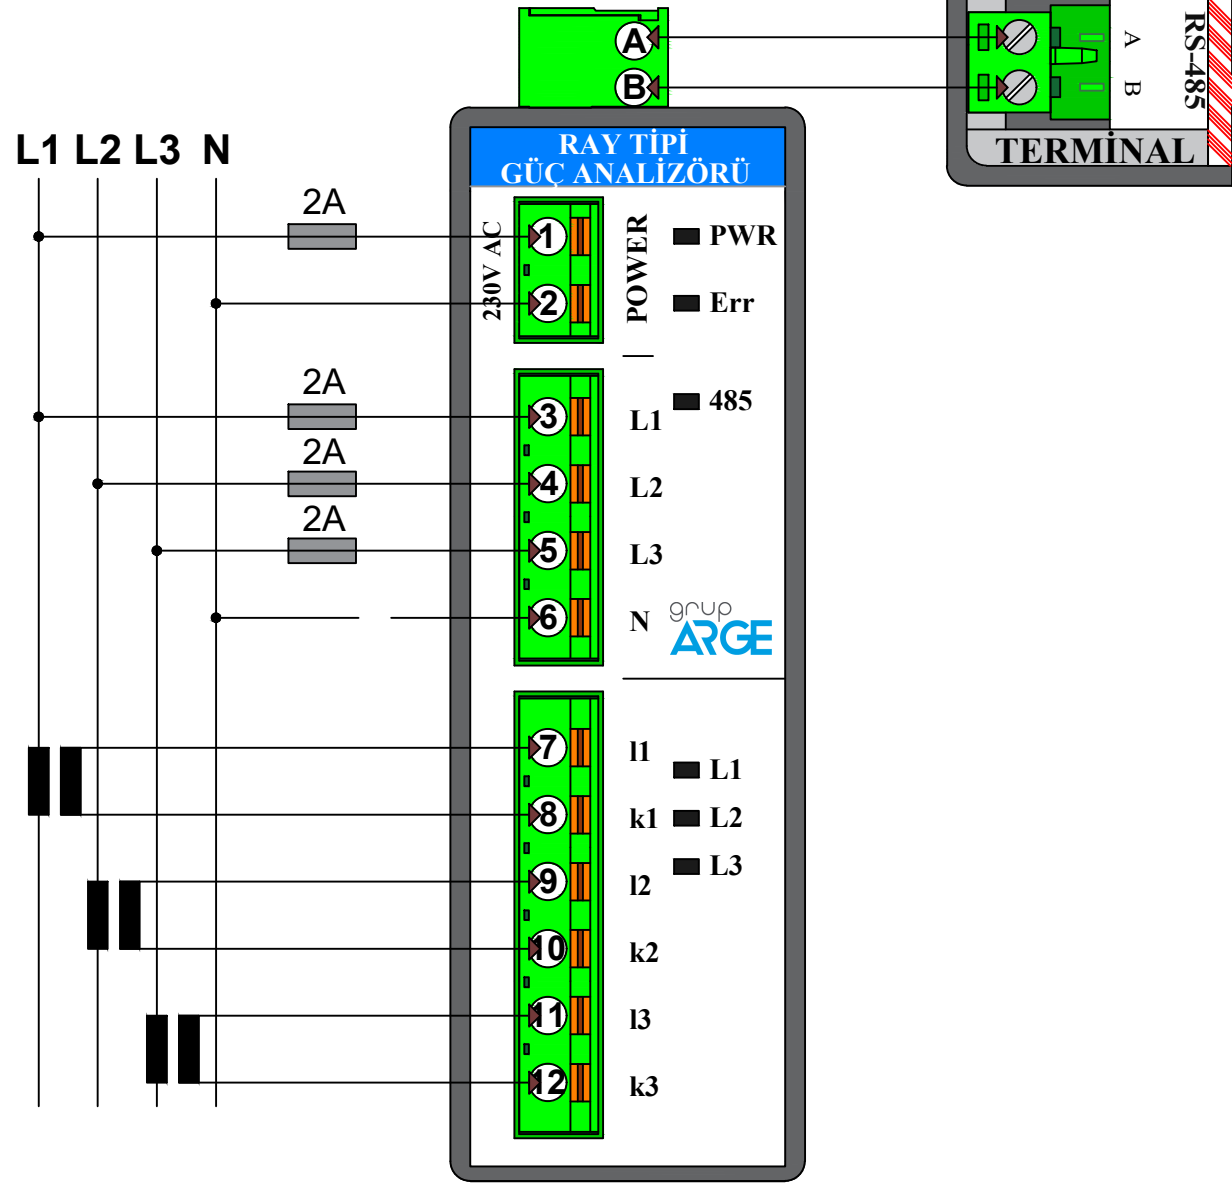 A
B
A
B
RS-485
TERMİNAL
L1 L2 L3 N
RAY TİPİ
GÜÇ ANALİZÖRÜ
2A
230V AC
1
2
POWER
PWR
Err
2A
3
L1
485
2A
4
L2
2A
5
L3
6
N
grup
ARGE
7
l1
L1
8
k1
L2
9
l2
L3
10
k2
11
l3
12
k3